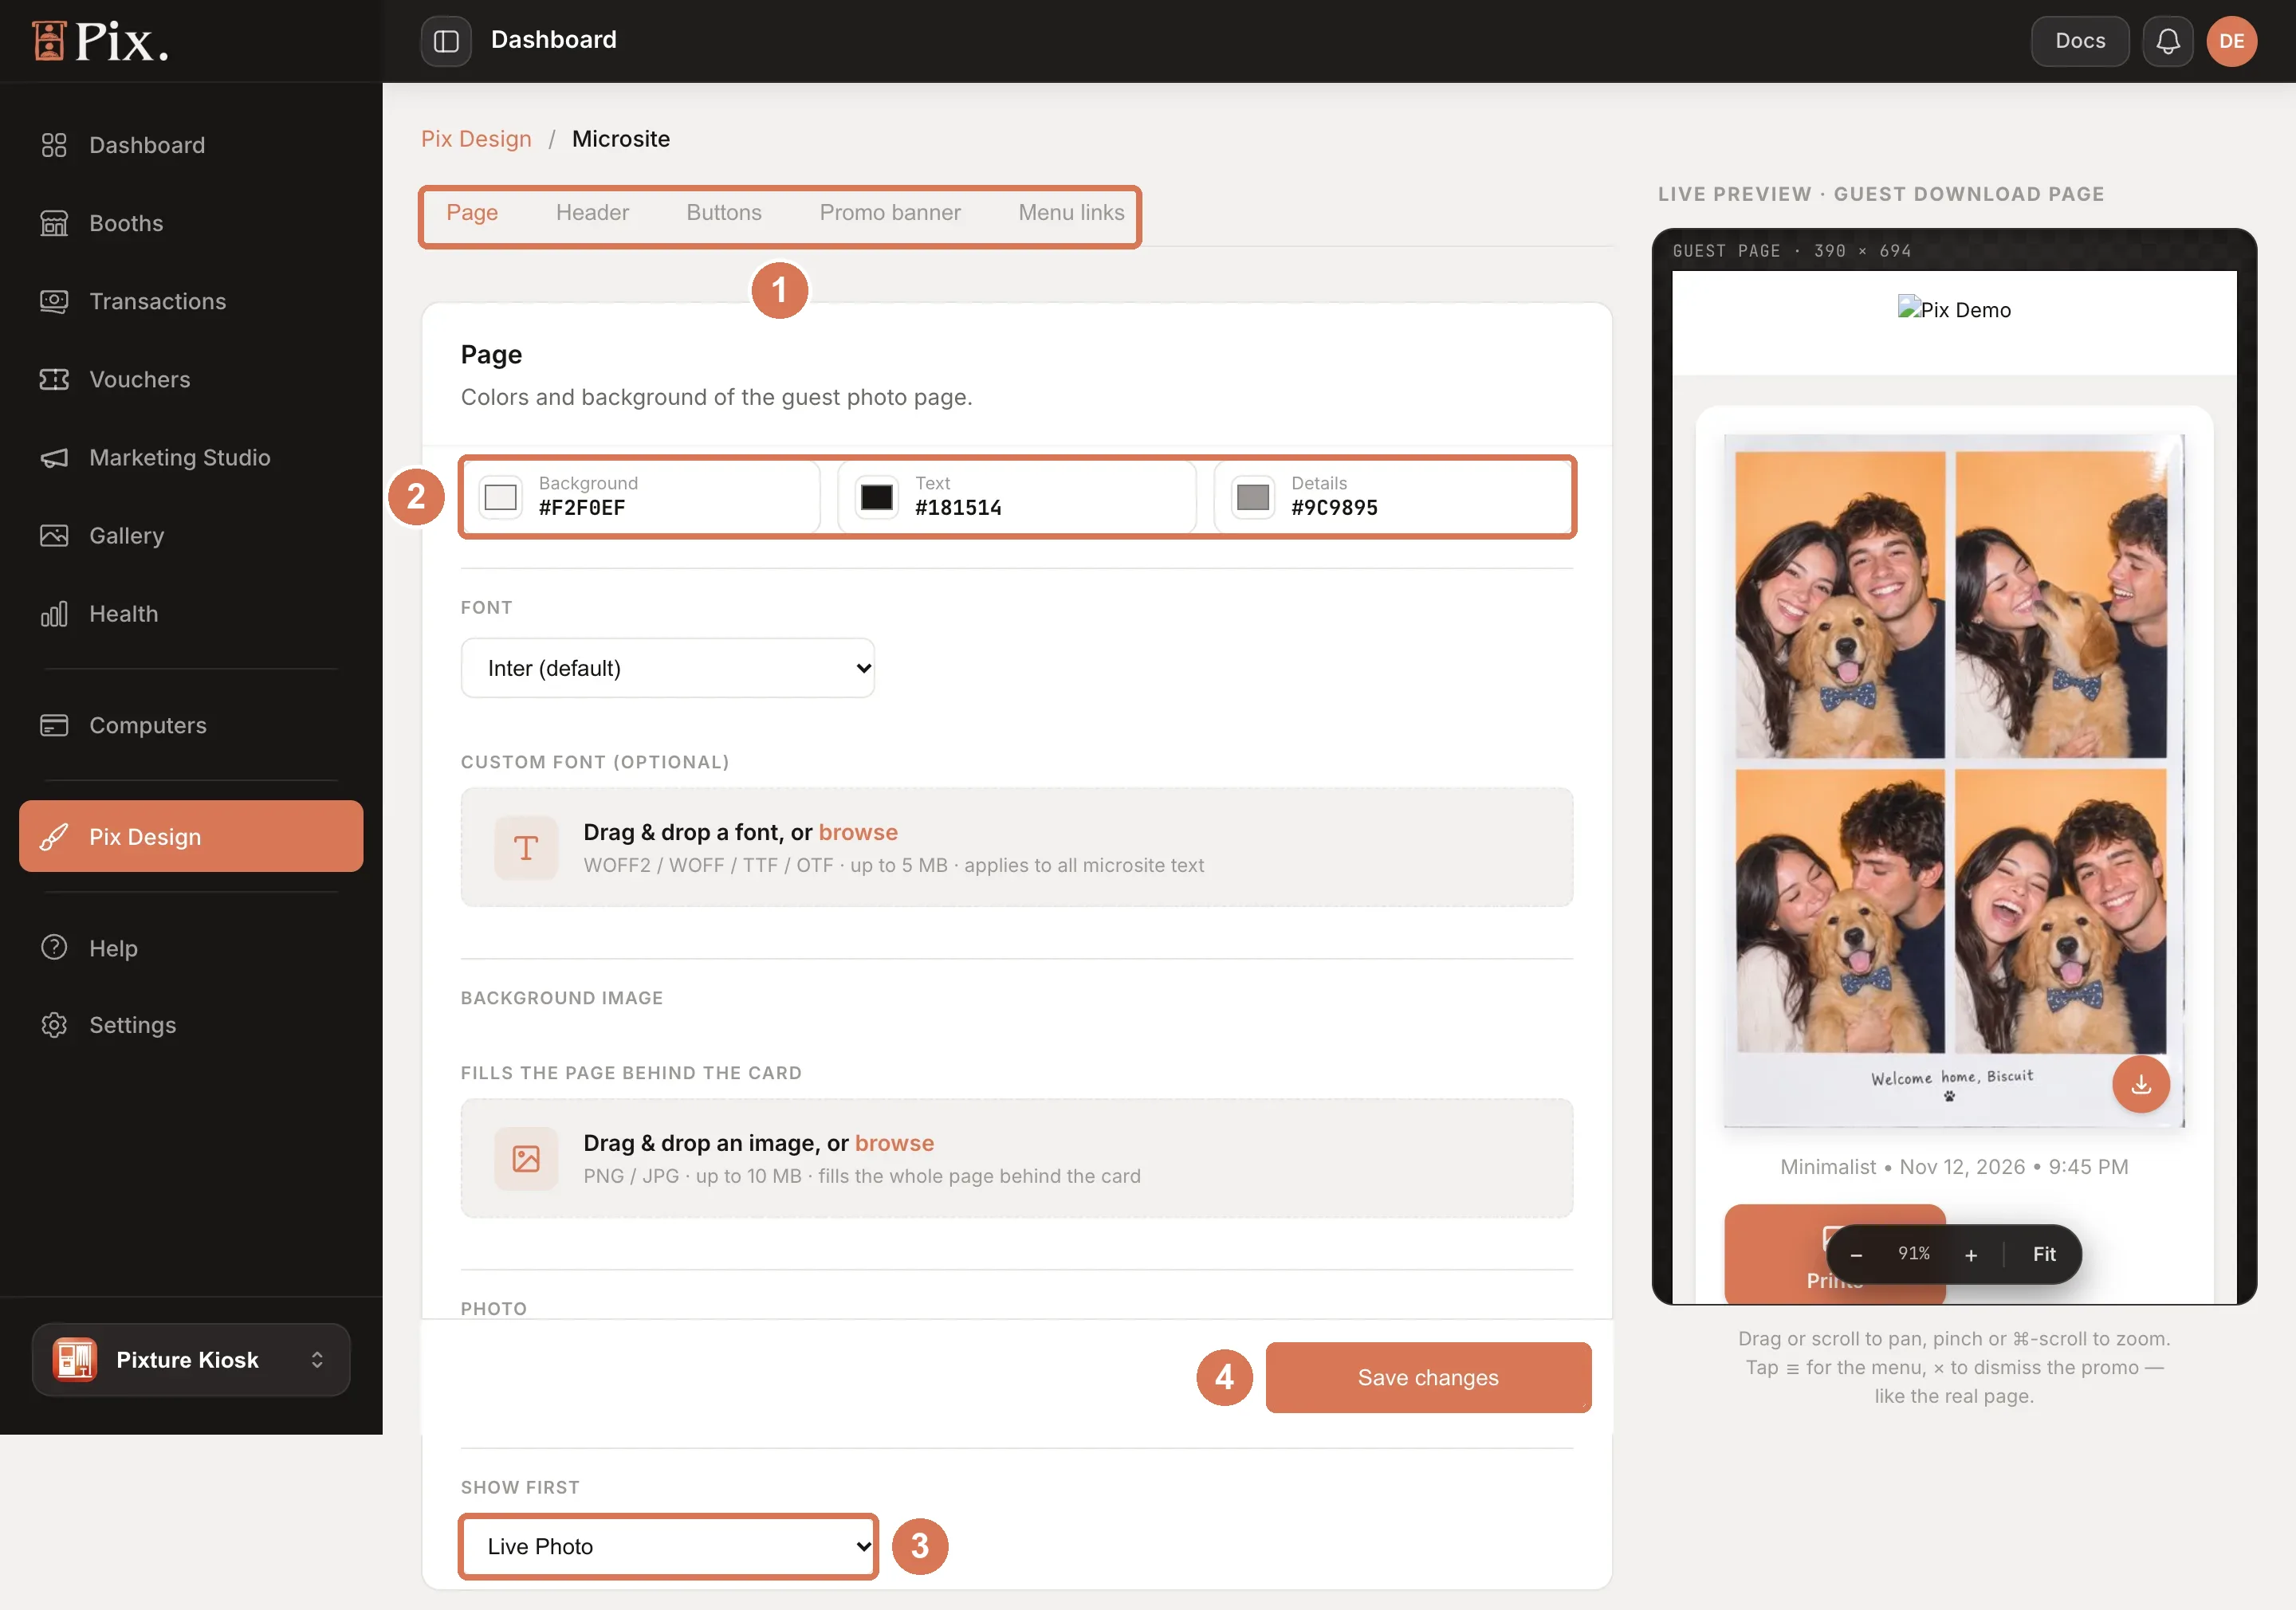 Pix.
Dashboard
Docs
DE
Dashboard
Booths
Transactions
Vouchers
Marketing Studio
Gallery
Health
Computers
Pix Design
Help
Settings
Pixture Kiosk
Pix Design / Microsite
Page Header Buttons Promo banner Menu links
1
Page
Colors and background of the guest photo page.
2
Background
#F2F0EF
Text
#181514
Details
#9C9895
FONT
Inter (default)
CUSTOM FONT (OPTIONAL)
Drag & drop a font, or browse
WOFF2 / WOFF / TTF / OTF · up to 5 MB · applies to all microsite text
BACKGROUND IMAGE
FILLS THE PAGE BEHIND THE CARD
Drag & drop an image, or browse
PNG / JPG · up to 10 MB · fills the whole page behind the card
PHOTO
4
Save changes
SHOW FIRST
Live Photo
3
LIVE PREVIEW · GUEST DOWNLOAD PAGE
GUEST PAGE · 390 × 694
Pix Demo
Welcome home, Biscuit
Minimalist • Nov 12, 2026 • 9:45 PM
Prints
− 91% + Fit
Drag or scroll to pan, pinch or ⌘-scroll to zoom.
Tap ≡ for the menu, × to dismiss the promo —
like the real page.